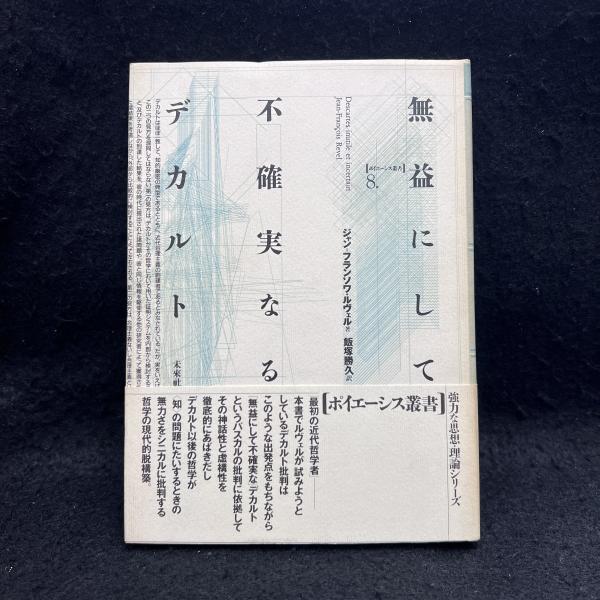 無益にして
Descartes inutile et incertain
Jean-François Revel
【ポイエーシス叢書】
8.
ジャン゠フランソワ・ルヴェル著
飯塚勝久訳
不確実なる
デカルト
未來社
強力な思想・理論シリーズ
【ポイエーシス叢書】
最初の近代哲学者――
本書でルヴェルが試みようと
しているデカルト批判は
このような出発点をもちながら
「無益にして不確実な」デカルト
というパスカルの批判に依拠して
その神話性と虚構性を
徹底的にあばきだし
デカルト以後の哲学が
〈知〉の問題にたいするときの
無力さをシニカルに批判する
哲学の現代的脱構築。